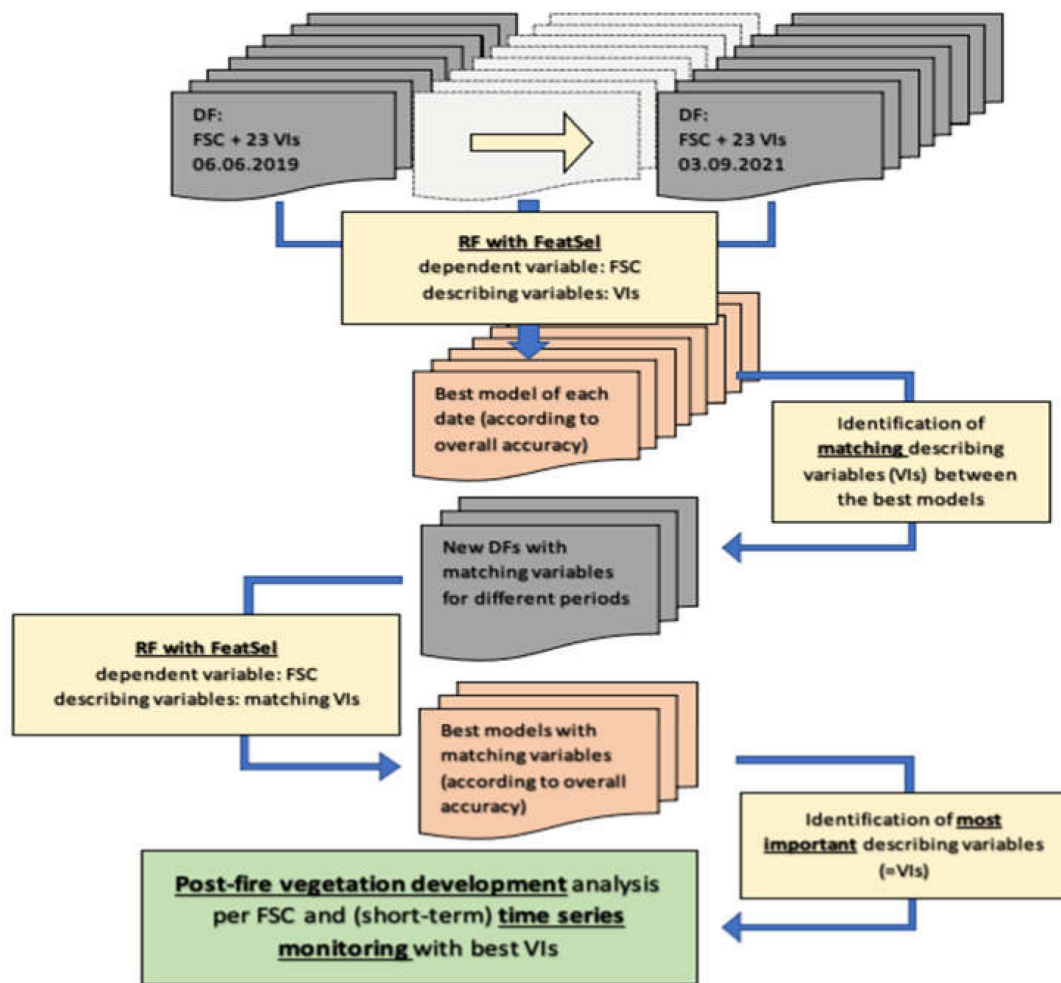 DF:
FSC + 23 VIs
06.06.2019
DF:
FSC + 23 VIs
03.09.2021
RF with FeatSel
dependent variable: FSC
describing variables: VIs
Best model of each
date (according to
overall accuracy)
Identification of
matching describing
variables (VIs) between
the best models
New DFs with
matching variables
for different periods
RF with FeatSel
dependent variable: FSC
describing variables: matching VIs
Best models with
matching variables
(according to overall
accuracy)
Identification of most
important describing variables
(=VIs)
Post-fire vegetation development analysis
per FSC and (short-term) time series
monitoring with best VIs